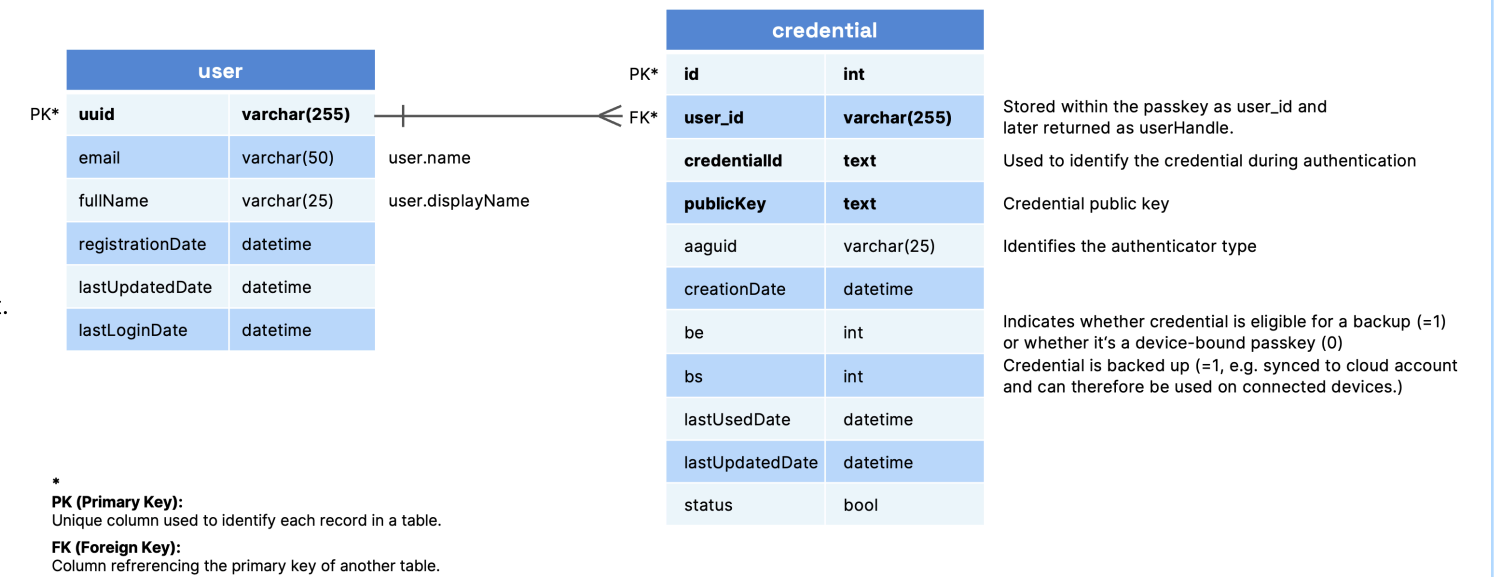 credential
user
PK* id int
PK* uuid varchar(255)
FK* user_id varchar(255)
Stored within the passkey as user_id and
later returned as userHandle.
email varchar(50) user.name
credentialId text Used to identify the credential during authentication
fullName varchar(25) user.displayName
publicKey text Credential public key
registrationDate datetime
aaguid varchar(25) Identifies the authenticator type
lastUpdatedDate datetime
creationDate datetime
lastLoginDate datetime
be int
Indicates whether credential is eligible for a backup (=1)
or whether it's a device-bound passkey (0)
bs int
Credential is backed up (=1, e.g. synced to cloud account
and can therefore be used on connected devices.)
lastUsedDate datetime
lastUpdatedDate datetime
status bool
*
PK (Primary Key):
Unique column used to identify each record in a table.
FK (Foreign Key):
Column refrerencing the primary key of another table.